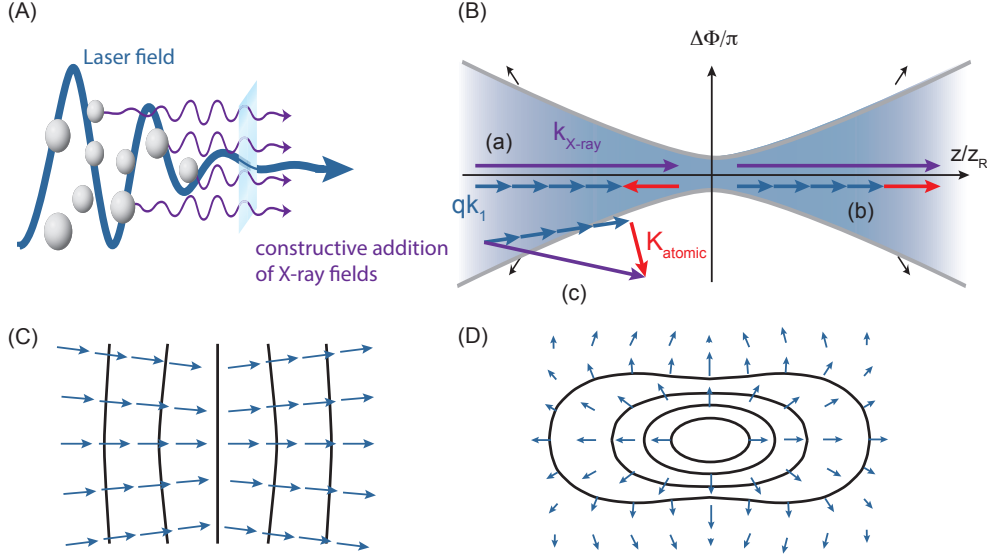 (A)
Laser field
constructive addition
of X-ray fields
(B)
ΔΦ/π
(a)
k_X-ray
z/z_R
qk_1
(b)
K_atomic
(c)
(C)
(D)